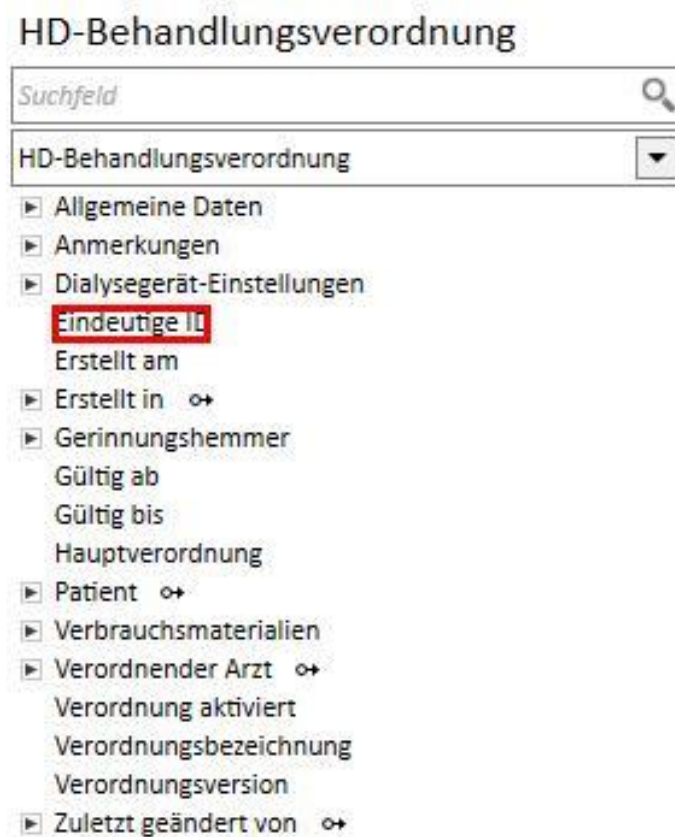 HD-Behandlungsverordnung
Suchfeld
HD-Behandlungsverordnung
Allgemeine Daten
Anmerkungen
Dialysegerät-Einstellungen
Eindeutige ID
Erstellt am
Erstellt in
Gerinnungshemmer
Gültig ab
Gültig bis
Hauptverordnung
Patient
Verbrauchsmaterialien
Verordnender Arzt
Verordnung aktiviert
Verordnungsbezeichnung
Verordnungsversion
Zuletzt geändert von